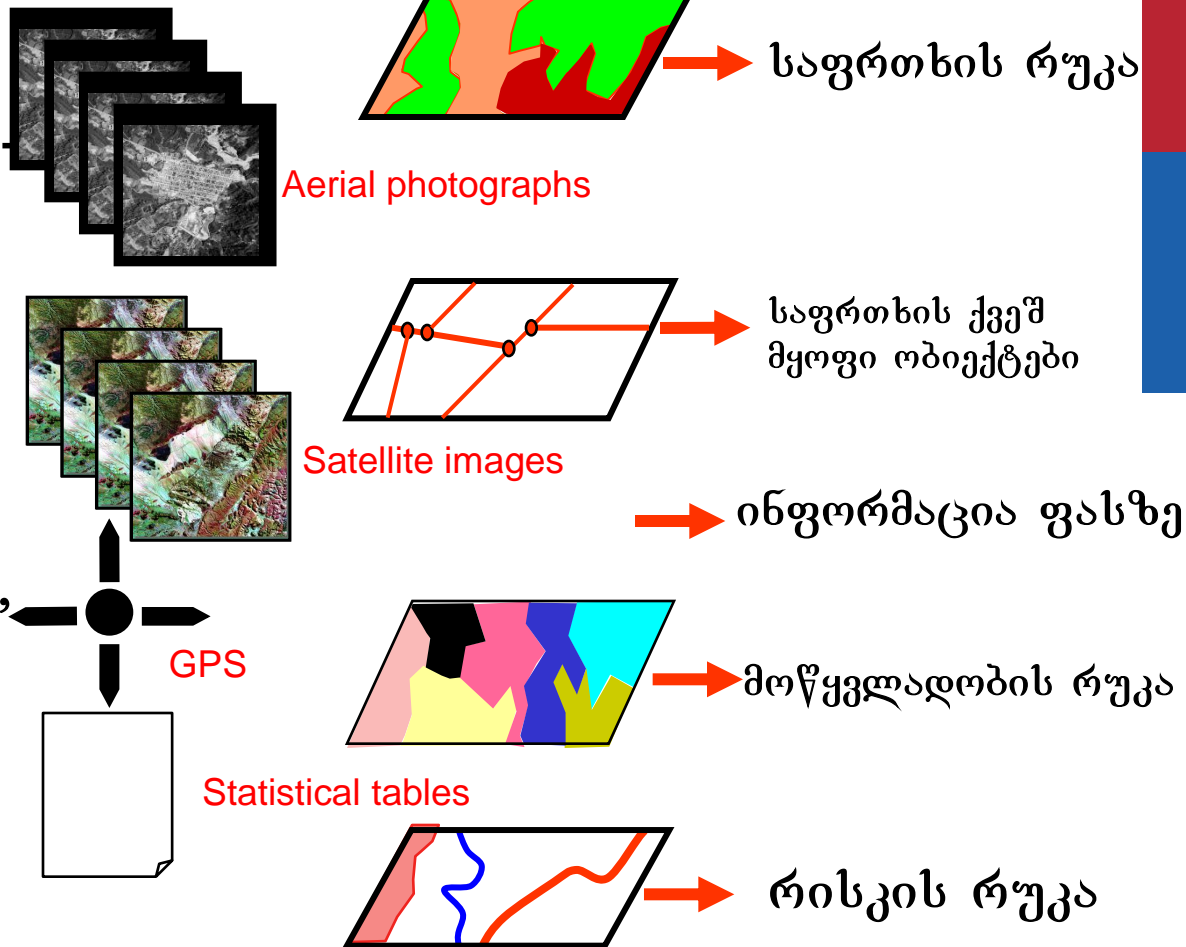 საფრთხის რუკა
Aerial photographs
საფრთხის ქვეშ
მყოფი ობიექტები
Satellite images
ინფორმაცია ფასზე
,
GPS
მოწყვლადობის რუკა
Statistical tables
რისკის რუკა